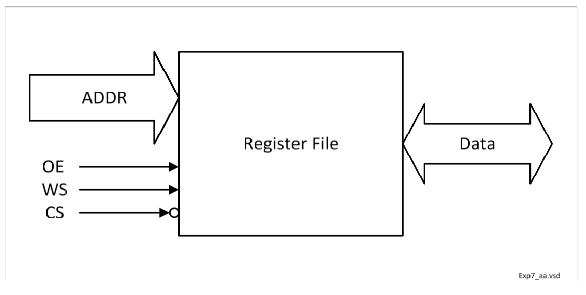 ADDR
Register File
Data
OE
WS
CS
Exp7_aa.vsd